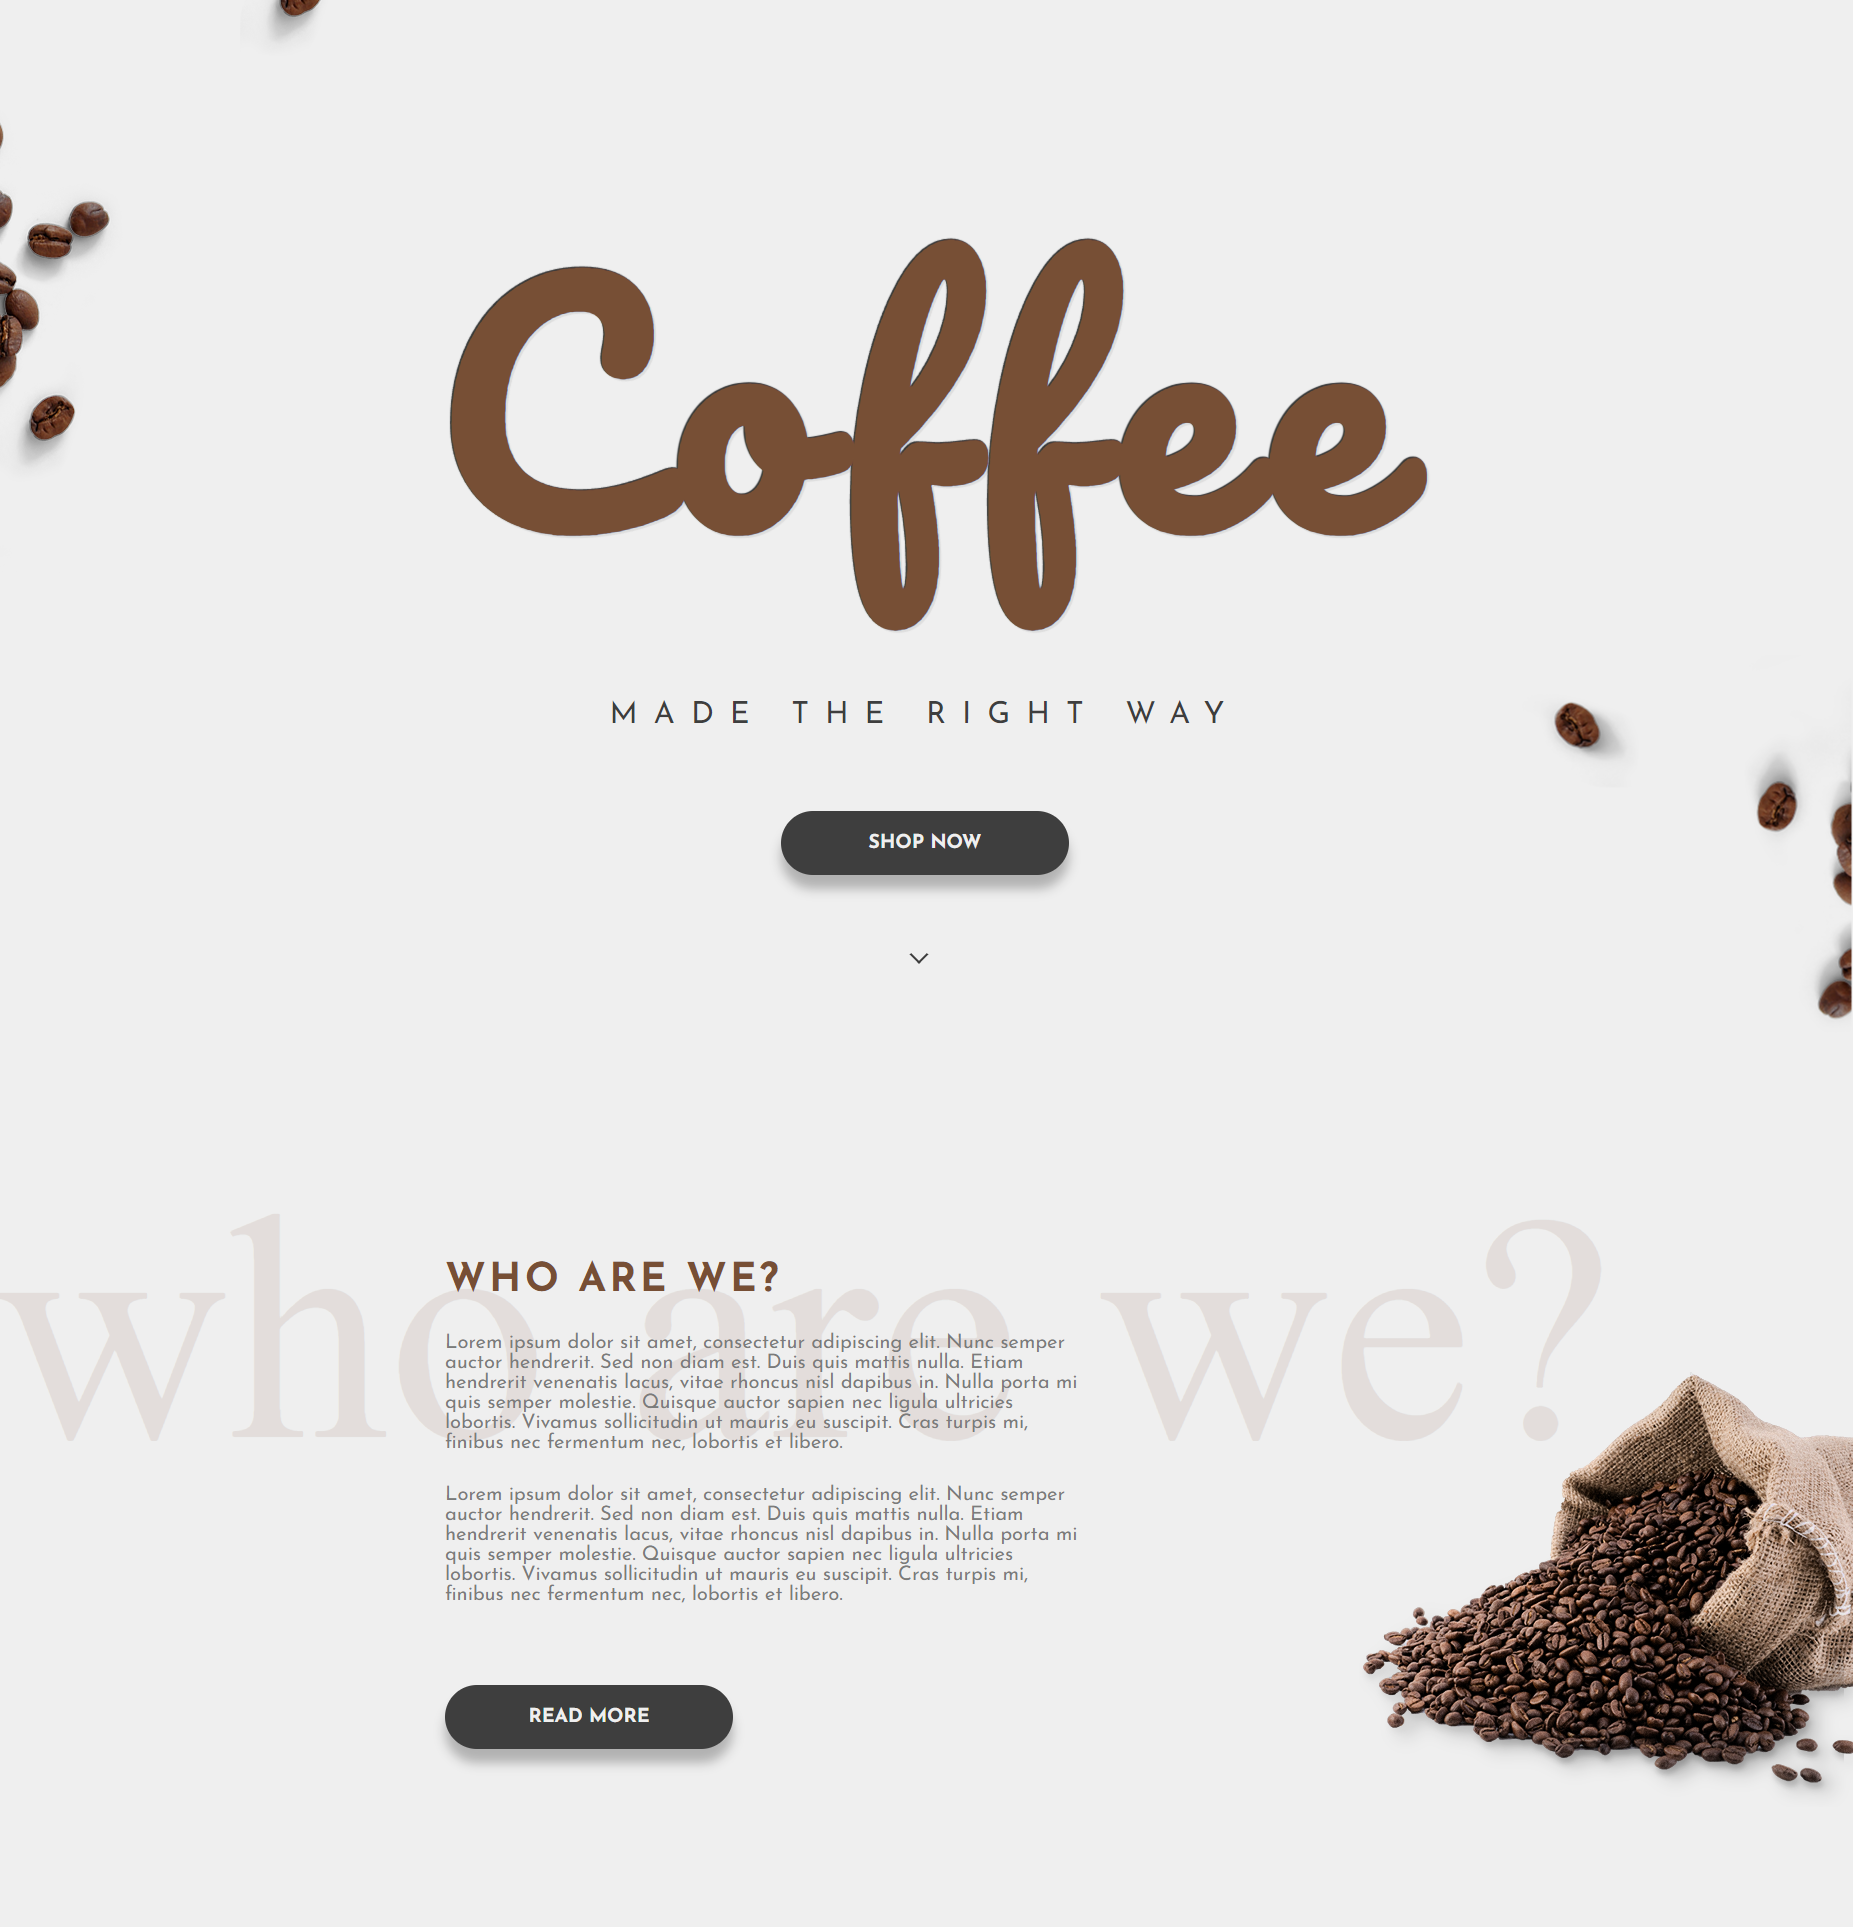 Coffee
MADE THE RIGHT WAY
SHOP NOW
who are we?
WHO ARE WE?
Lorem ipsum dolor sit amet, consectetur adipiscing elit. Nunc semper
auctor hendrerit. Sed non diam est. Duis quis mattis nulla. Etiam
hendrerit venenatis lacus, vitae rhoncus nisl dapibus in. Nulla porta mi
quis semper molestie. Quisque auctor sapien nec ligula ultricies
lobortis. Vivamus sollicitudin ut mauris eu suscipit. Cras turpis mi,
finibus nec fermentum nec, lobortis et libero.
Lorem ipsum dolor sit amet, consectetur adipiscing elit. Nunc semper
auctor hendrerit. Sed non diam est. Duis quis mattis nulla. Etiam
hendrerit venenatis lacus, vitae rhoncus nisl dapibus in. Nulla porta mi
quis semper molestie. Quisque auctor sapien nec ligula ultricies
lobortis. Vivamus sollicitudin ut mauris eu suscipit. Cras turpis mi,
finibus nec fermentum nec, lobortis et libero.
READ MORE